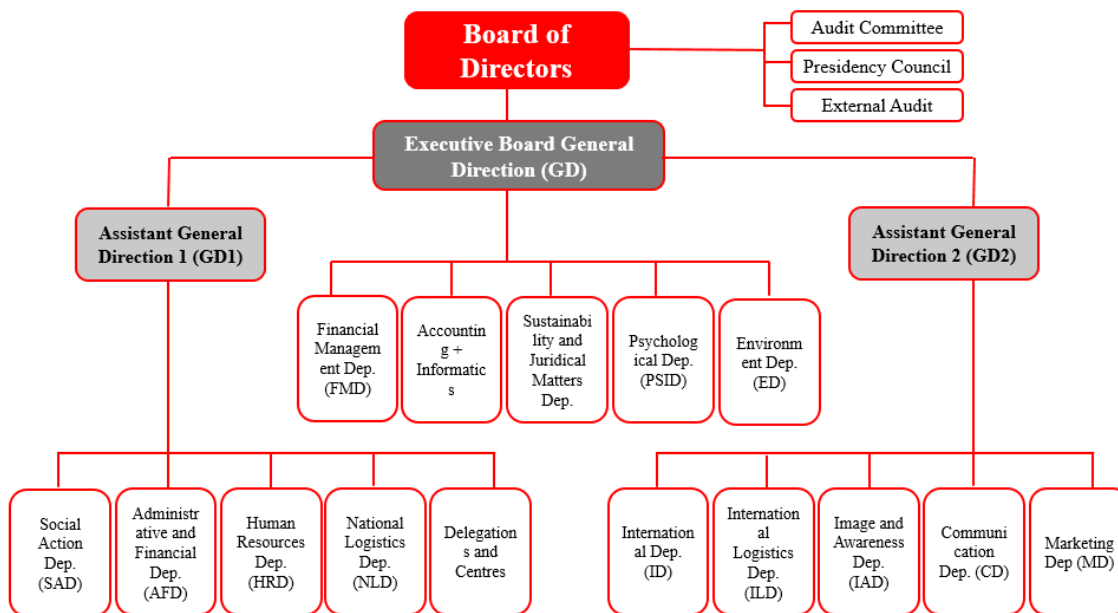 Board of
Directors
Audit Committee
Presidency Council
External Audit
Executive Board General
Direction (GD)
Assistant General
Direction 1 (GD1)
Assistant General
Direction 2 (GD2)
Financial
Managem
ent Dep.
(FMD)
Accountin
g +
Informatic
s
Sustainabi
lity and
Juridical
Matters
Dep.
Psycholog
ical Dep.
(PSID)
Environm
ent Dep.
(ED)
Social
Action
Dep.
(SAD)
Administr
ative and
Financial
Dep.
(AFD)
Human
Resources
Dep.
(HRD)
National
Logistics
Dep.
(NLD)
Delegation
s and
Centres
Internation
al Dep.
(ID)
Internation
al
Logistics
Dep.
(ILD)
Image and
Awareness
Dep.
(IAD)
Communi
cation
Dep. (CD)
Marketing
Dep (MD)